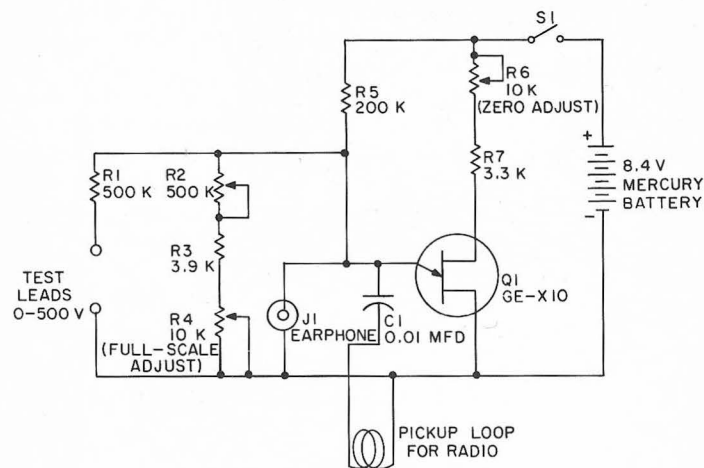 S1
R6
10 K
(ZERO ADJUST)
R5
200 K
R7
3.3 K
+
8.4 V
MERCURY
BATTERY
-
R1
500 K
R2
500 K
R3
3.9 K
TEST
LEADS
0-500 V
R4
10 K
(FULL-SCALE
ADJUST)
J1
EARPHONE
C1
0.01 MFD
Q1
GE-X10
PICKUP LOOP
FOR RADIO